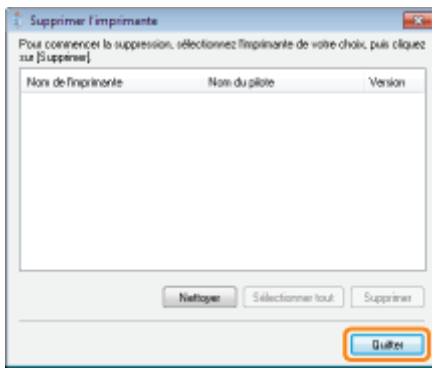 Supprimer l'imprimante
Pour commencer la suppression, sélectionnez l'imprimante de votre choix, puis cliquez
sur [Supprimer].
Nom de l'imprimante Nom du pilote Version
Nettoyer Sélectionner tout Supprimer
Quitter